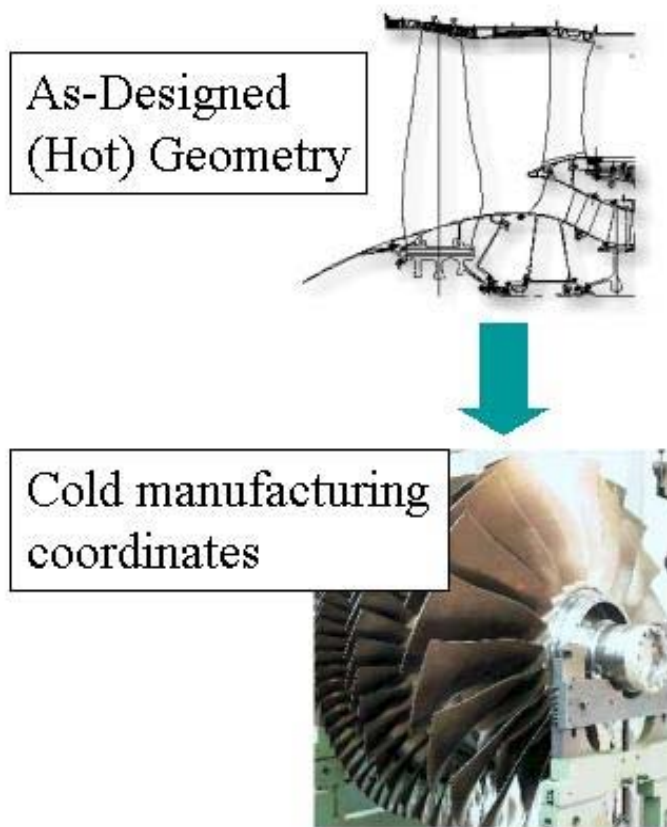 As-Designed
(Hot) Geometry
Cold manufacturing
coordinates